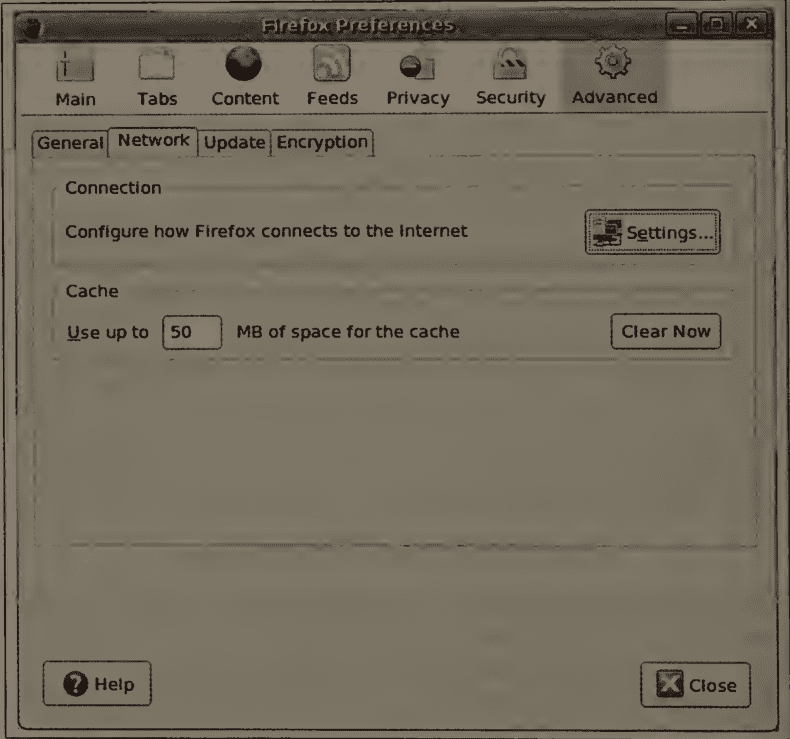 Firefox Preferences
Main Tabs Content Feeds Privacy Security Advanced
General Network Update Encryption
Connection
Configure how Firefox connects to the Internet
Settings...
Cache
Use up to 50 MB of space for the cache
Clear Now
Help
Close